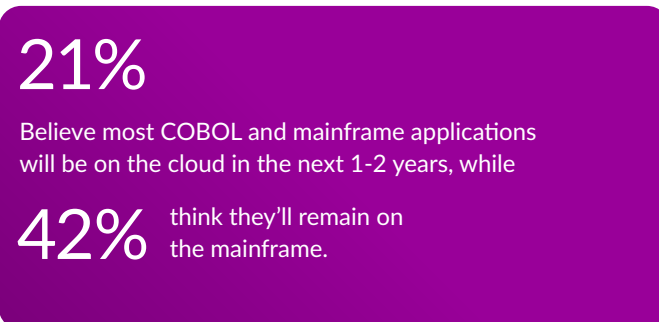 21%
Believe most COBOL and mainframe applications
will be on the cloud in the next 1-2 years, while
42% think they’ll remain on
the mainframe.